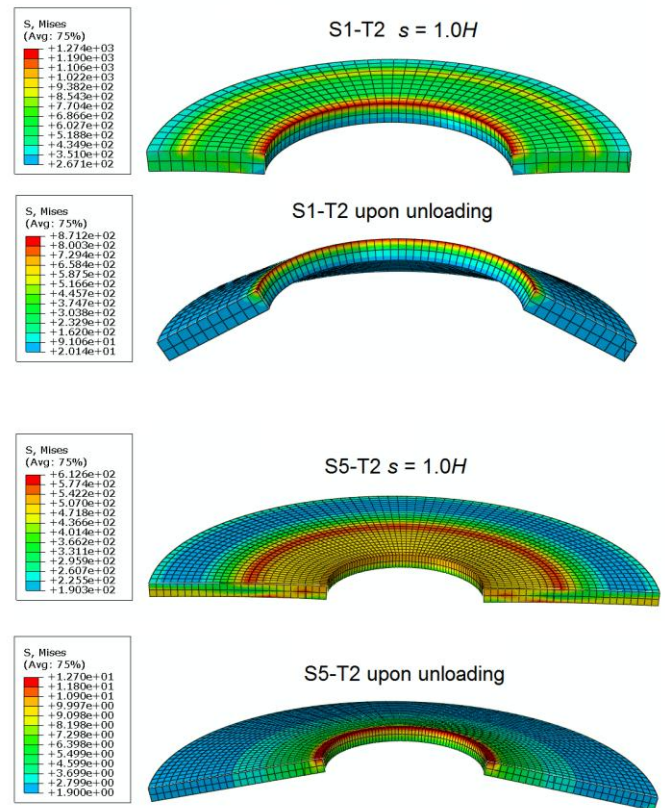 S1-T2 s = 1.0H
S, Mises
(Avg: 75%)
+1.274e+03
+1.190e+03
+1.106e+03
+1.022e+03
+9.382e+02
+8.543e+02
+7.704e+02
+6.866e+02
+6.027e+02
+5.188e+02
+4.349e+02
+3.510e+02
+2.671e+02
S1-T2 upon unloading
S, Mises
(Avg: 75%)
+8.712e+02
+8.003e+02
+7.294e+02
+6.584e+02
+5.875e+02
+5.166e+02
+4.457e+02
+3.747e+02
+3.038e+02
+2.329e+02
+1.620e+02
+9.106e+01
+2.014e+01
S5-T2 s = 1.0H
S, Mises
(Avg: 75%)
+6.126e+02
+5.774e+02
+5.422e+02
+5.070e+02
+4.718e+02
+4.366e+02
+4.014e+02
+3.662e+02
+3.311e+02
+2.959e+02
+2.607e+02
+2.255e+02
+1.903e+02
S5-T2 upon unloading
S, Mises
(Avg: 75%)
+1.270e+01
+1.180e+01
+1.090e+01
+9.997e+00
+9.098e+00
+8.198e+00
+7.298e+00
+6.398e+00
+5.499e+00
+4.599e+00
+3.699e+00
+2.799e+00
+1.900e+00